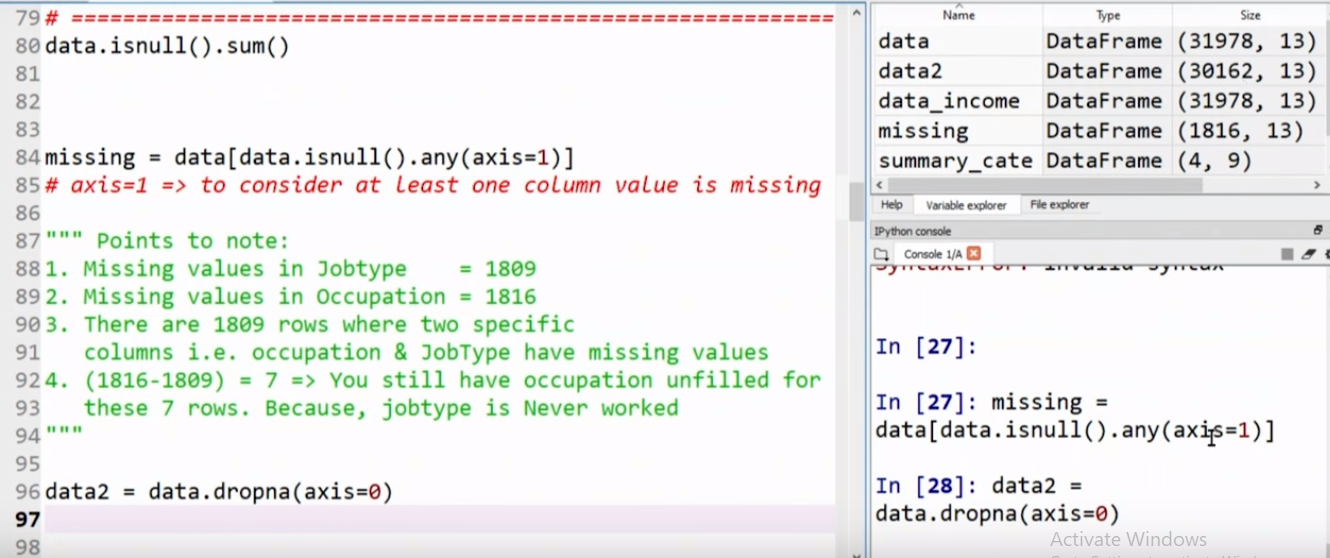 79 # ===========================================================
80 data.isnull().sum()
81
82
83
84 missing = data[data.isnull().any(axis=1)]
85 # axis=1 => to consider at least one column value is missing
86
87 """ Points to note:
88 1. Missing values in Jobtype    = 1809
89 2. Missing values in Occupation = 1816
90 3. There are 1809 rows where two specific
91    columns i.e. occupation & JobType have missing values
92 4. (1816-1809) = 7 => You still have occupation unfilled for
93    these 7 rows. Because, jobtype is Never worked
94 """
95
96 data2 = data.dropna(axis=0)
97
98
Name Type Size
data DataFrame (31978, 13)
data2 DataFrame (30162, 13)
data_income DataFrame (31978, 13)
missing DataFrame (1816, 13)
summary_cate DataFrame (4, 9)
Help Variable explorer File explorer
IPython console
Console 1/A
SyntaxError: invalid syntax
In [27]:
In [27]: missing =
data[data.isnull().any(axis=1)]
In [28]: data2 =
data.dropna(axis=0)
Activate Windows